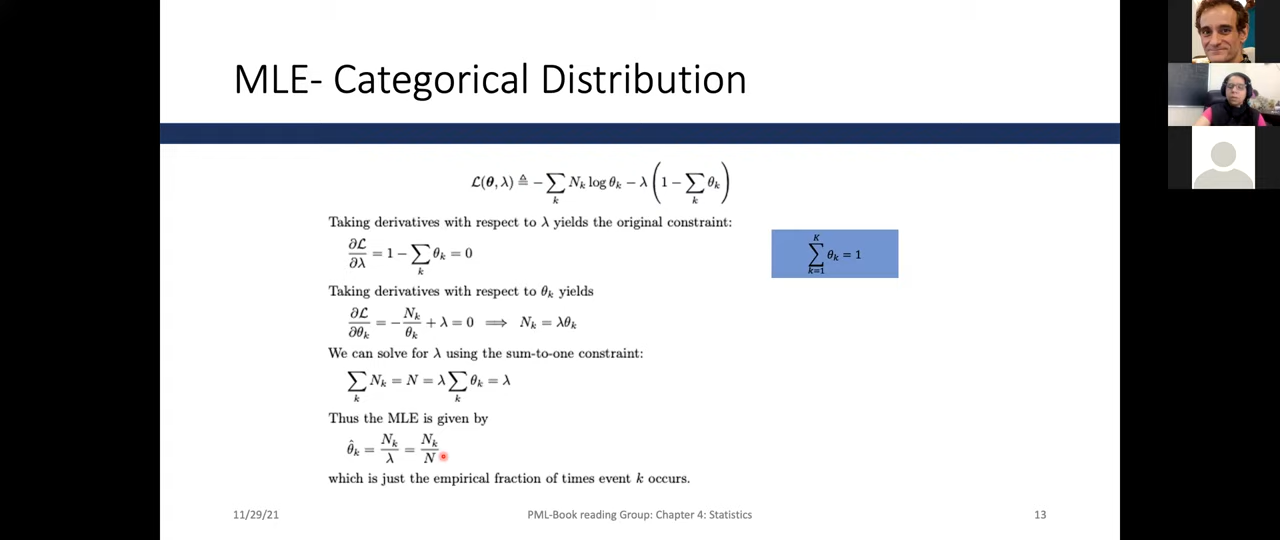 MLE- Categorical Distribution
ℒ(θ, λ) ≜ − ∑_k N_k log θ_k − λ (1 − ∑_k θ_k)
Taking derivatives with respect to λ yields the original constraint:
∂ℒ/∂λ = 1 − ∑_k θ_k = 0
∑_{k=1}^{K} θ_k = 1
Taking derivatives with respect to θ_k yields
∂ℒ/∂θ_k = − N_k/θ_k + λ = 0 ⟹ N_k = λθ_k
We can solve for λ using the sum-to-one constraint:
∑_k N_k = N = λ ∑_k θ_k = λ
Thus the MLE is given by
θ̂_k = N_k/λ = N_k/N
which is just the empirical fraction of times event k occurs.
11/29/21 PML-Book reading Group: Chapter 4: Statistics 13